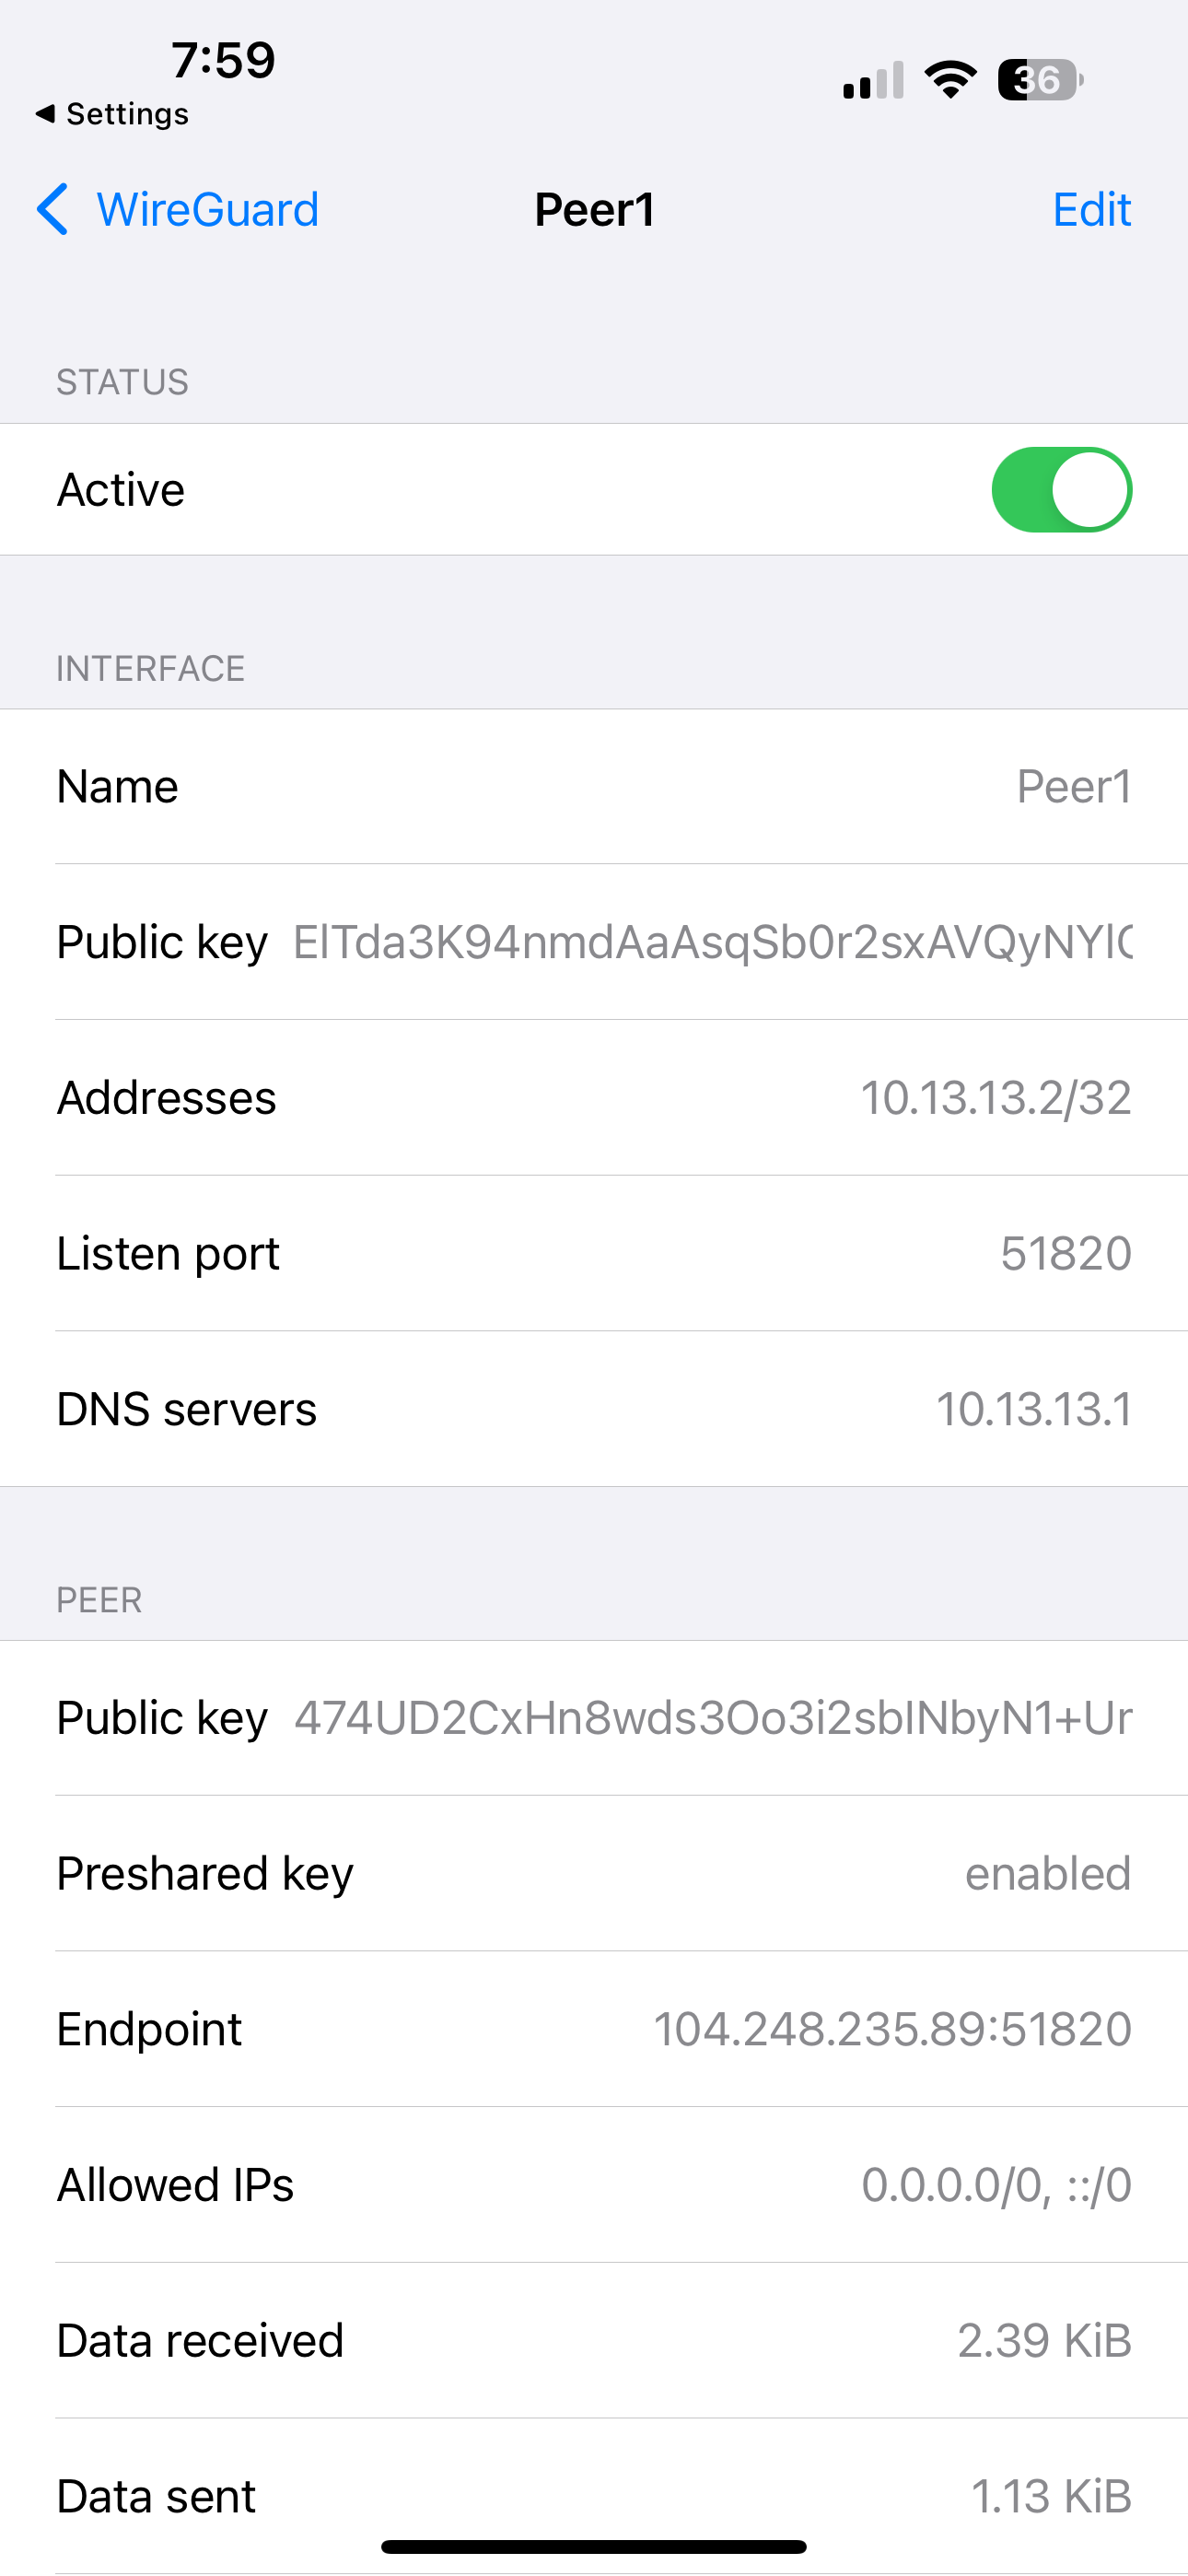 7:59
36
◀ Settings
WireGuard Peer1 Edit
STATUS
Active
INTERFACE
Name Peer1
Public key ElTda3K94nmdAaAsqSb0r2sxAVQyNYl
Addresses 10.13.13.2/32
Listen port 51820
DNS servers 10.13.13.1
PEER
Public key 474UD2CxHn8wds3Oo3i2sbINbyN1+Ur
Preshared key enabled
Endpoint 104.248.235.89:51820
Allowed IPs 0.0.0.0/0, ::/0
Data received 2.39 KiB
Data sent 1.13 KiB